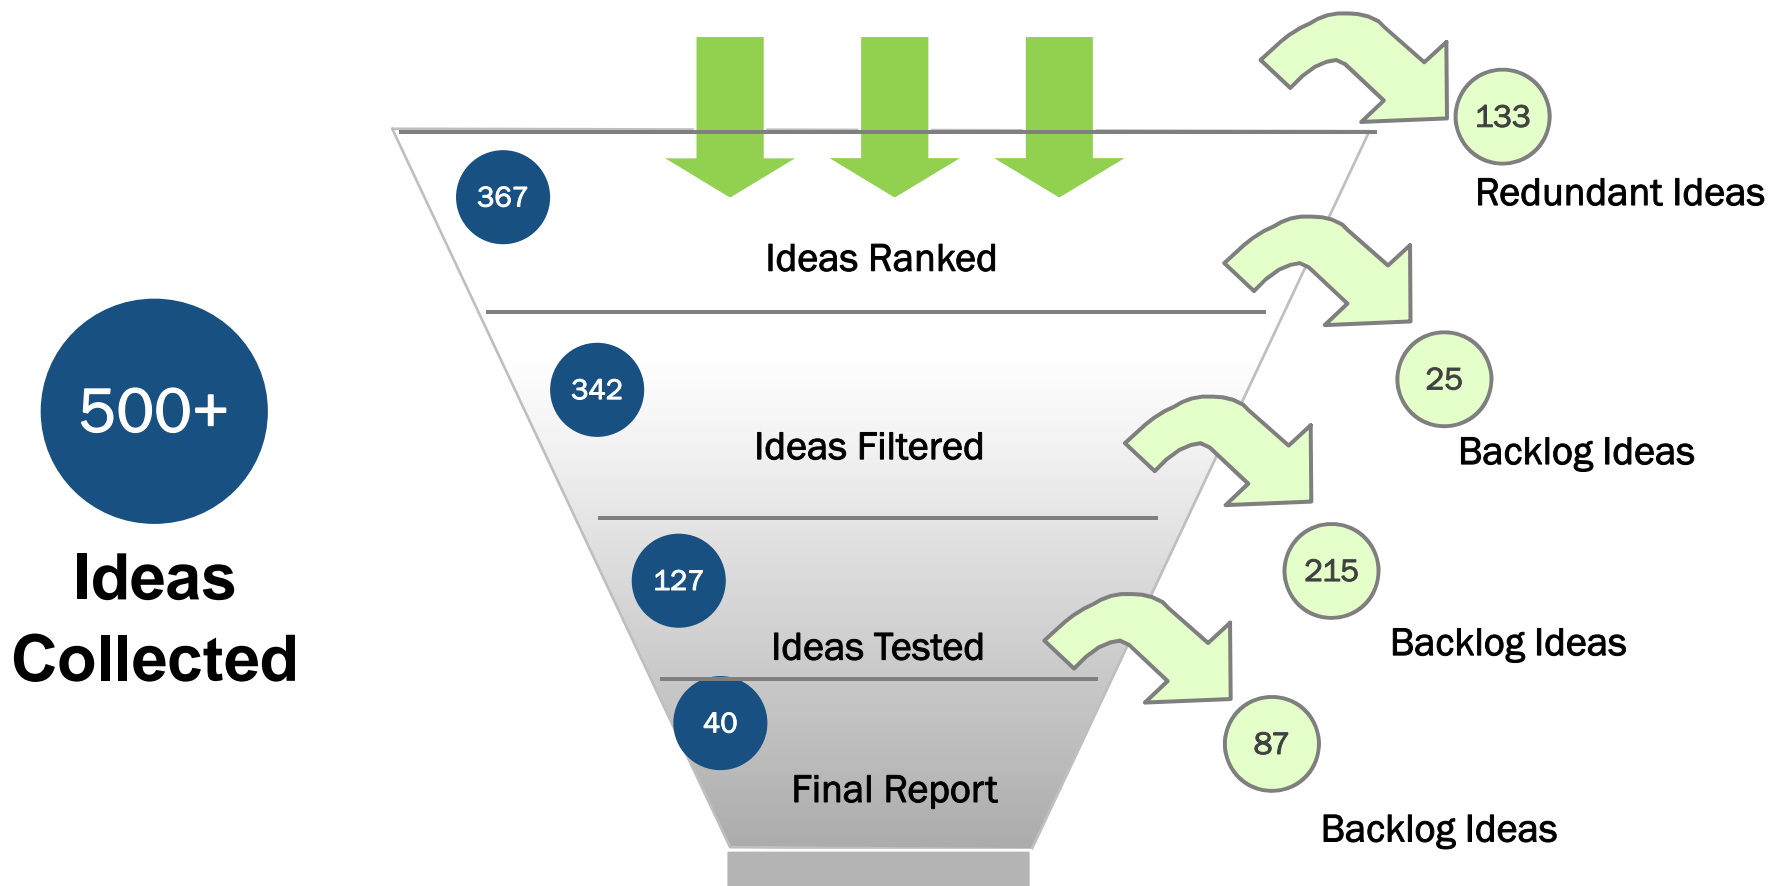 500+
Ideas
Collected
367
Ideas Ranked
133
Redundant Ideas
342
Ideas Filtered
25
Backlog Ideas
127
Ideas Tested
215
Backlog Ideas
40
Final Report
87
Backlog Ideas